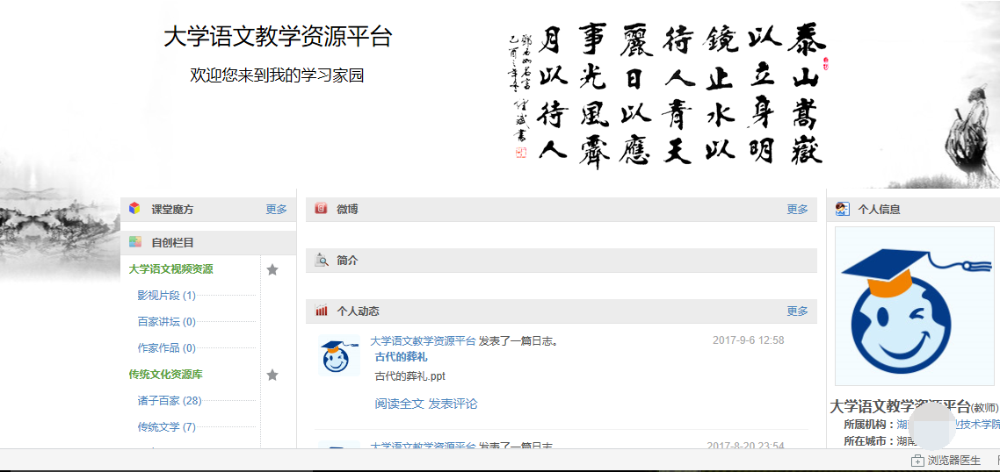 大学语文教学资源平台
欢迎您来到我的学习家园
泰山嵩嶽
以立身明
鏡止水以
待人青天
麗日以應
事光風霽
月以待人
课堂魔方 更多
自创栏目
大学语文视频资源
影视片段 (1)
百家讲坛 (0)
作家作品 (0)
传统文化资源库
诸子百家 (28)
传统文学 (7)
微博 更多
简介
个人动态 更多
大学语文教学资源平台 发表了一篇日志。 2017-9-6 12:58
古代的葬礼
古代的葬礼.ppt
阅读全文 发表评论
大学语文教学资源平台 发表了一篇日志 2017-8-20 23:54
个人信息
大学语文教学资源平台(教师)
所属机构：湖 业技术学院
所在城市：湖南
浏览器医生